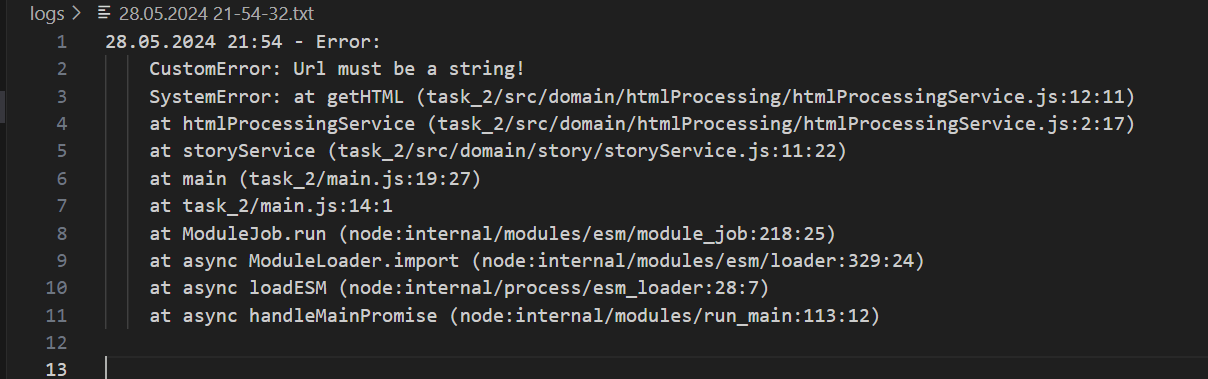 logs > 28.05.2024 21-54-32.txt
1 28.05.2024 21:54 - Error:
2 CustomError: Url must be a string!
3 SystemError: at getHTML (task_2/src/domain/htmlProcessing/htmlProcessingService.js:12:11)
4 at htmlProcessingService (task_2/src/domain/htmlProcessing/htmlProcessingService.js:2:17)
5 at storyService (task_2/src/domain/story/storyService.js:11:22)
6 at main (task_2/main.js:19:27)
7 at task_2/main.js:14:1
8 at ModuleJob.run (node:internal/modules/esm/module_job:218:25)
9 at async ModuleLoader.import (node:internal/modules/esm/loader:329:24)
10 at async loadESM (node:internal/process/esm_loader:28:7)
11 at async handleMainPromise (node:internal/modules/run_main:113:12)
12
13